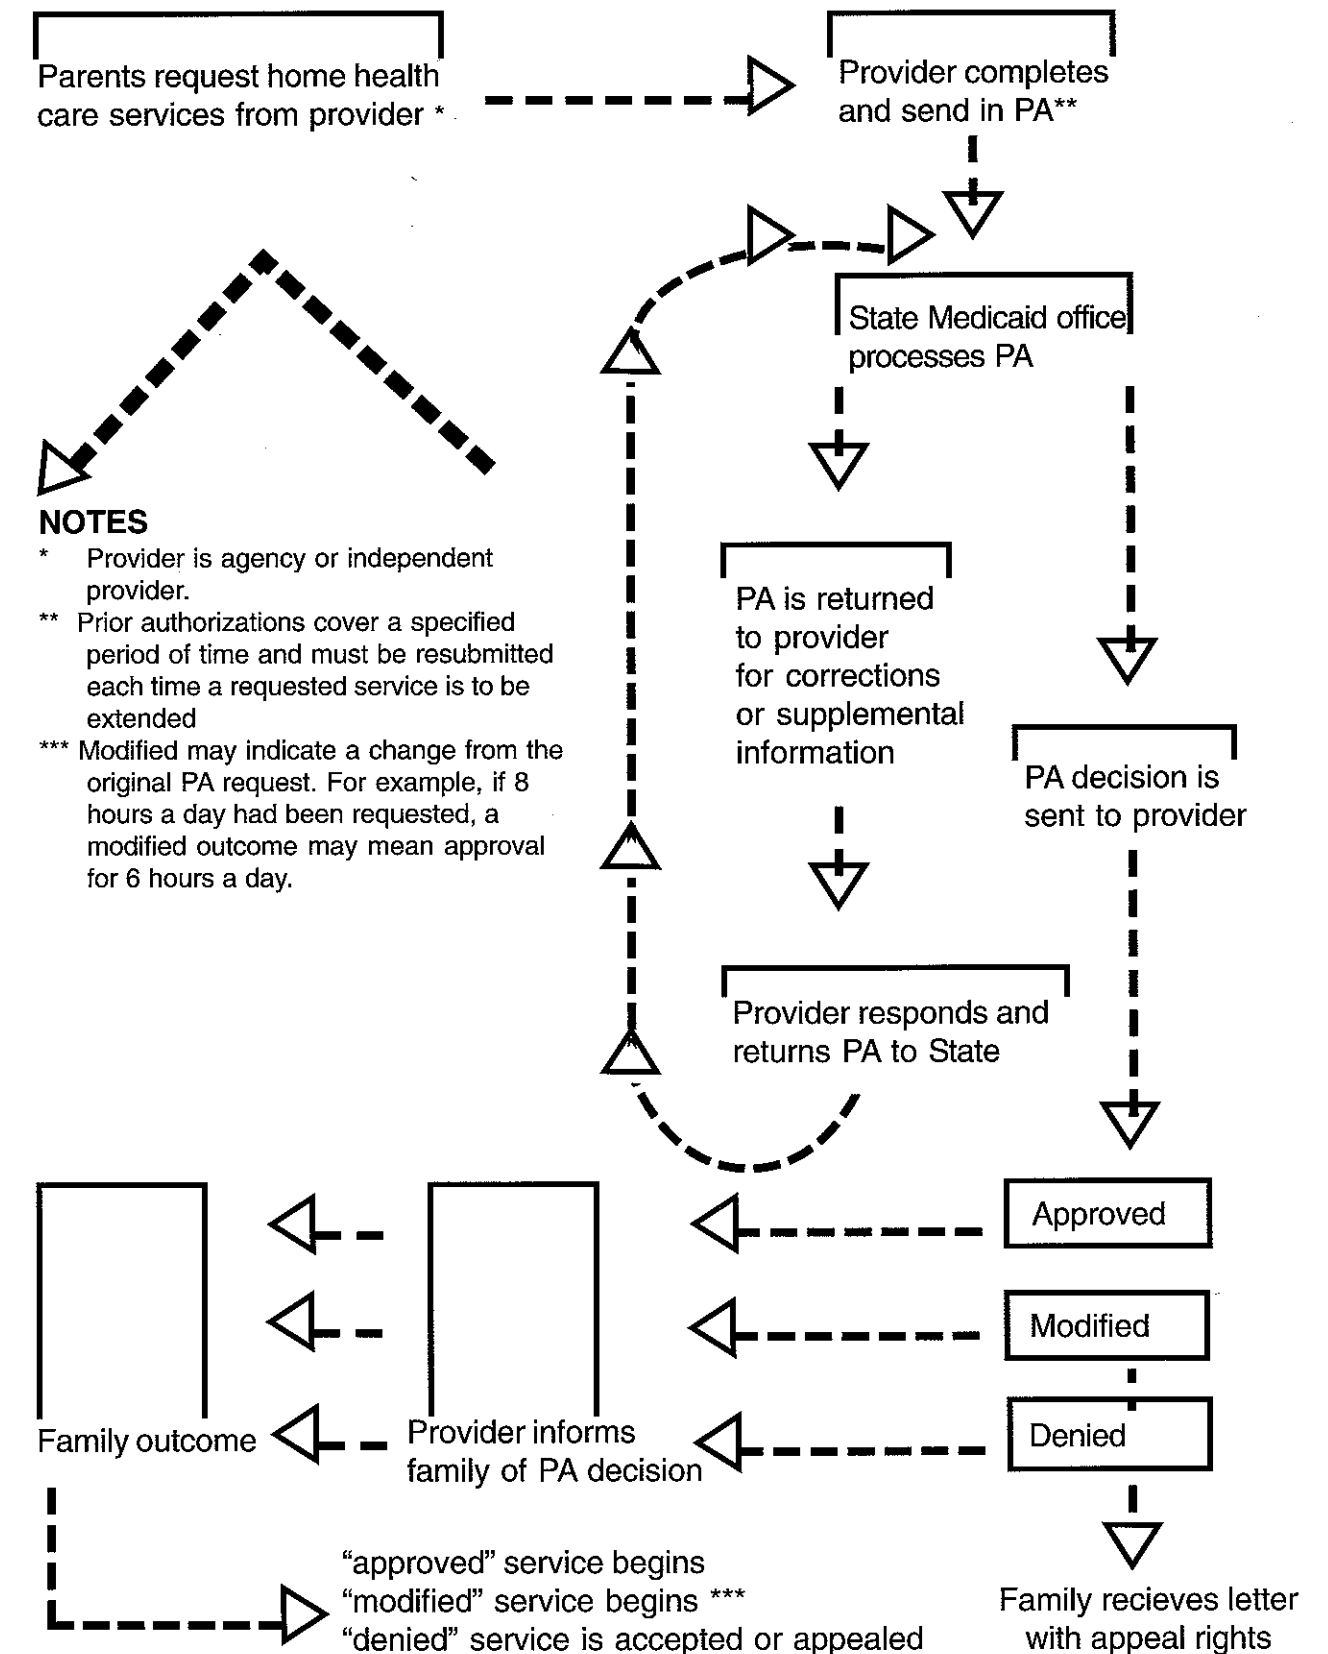 Parents request home health
care services from provider *
Provider completes
and send in PA**
State Medicaid office
processes PA
NOTES
* Provider is agency or independent
provider.
** Prior authorizations cover a specified
period of time and must be resubmitted
each time a requested service is to be
extended
*** Modified may indicate a change from the
original PA request. For example, if 8
hours a day had been requested, a
modified outcome may mean approval
for 6 hours a day.
PA is returned
to provider
for corrections
or supplemental
information
PA decision is
sent to provider
Provider responds and
returns PA to State
Approved
Modified
Denied
Provider informs
family of PA decision
Family outcome
“approved” service begins
“modified” service begins ***
“denied” service is accepted or appealed
Family recieves letter
with appeal rights